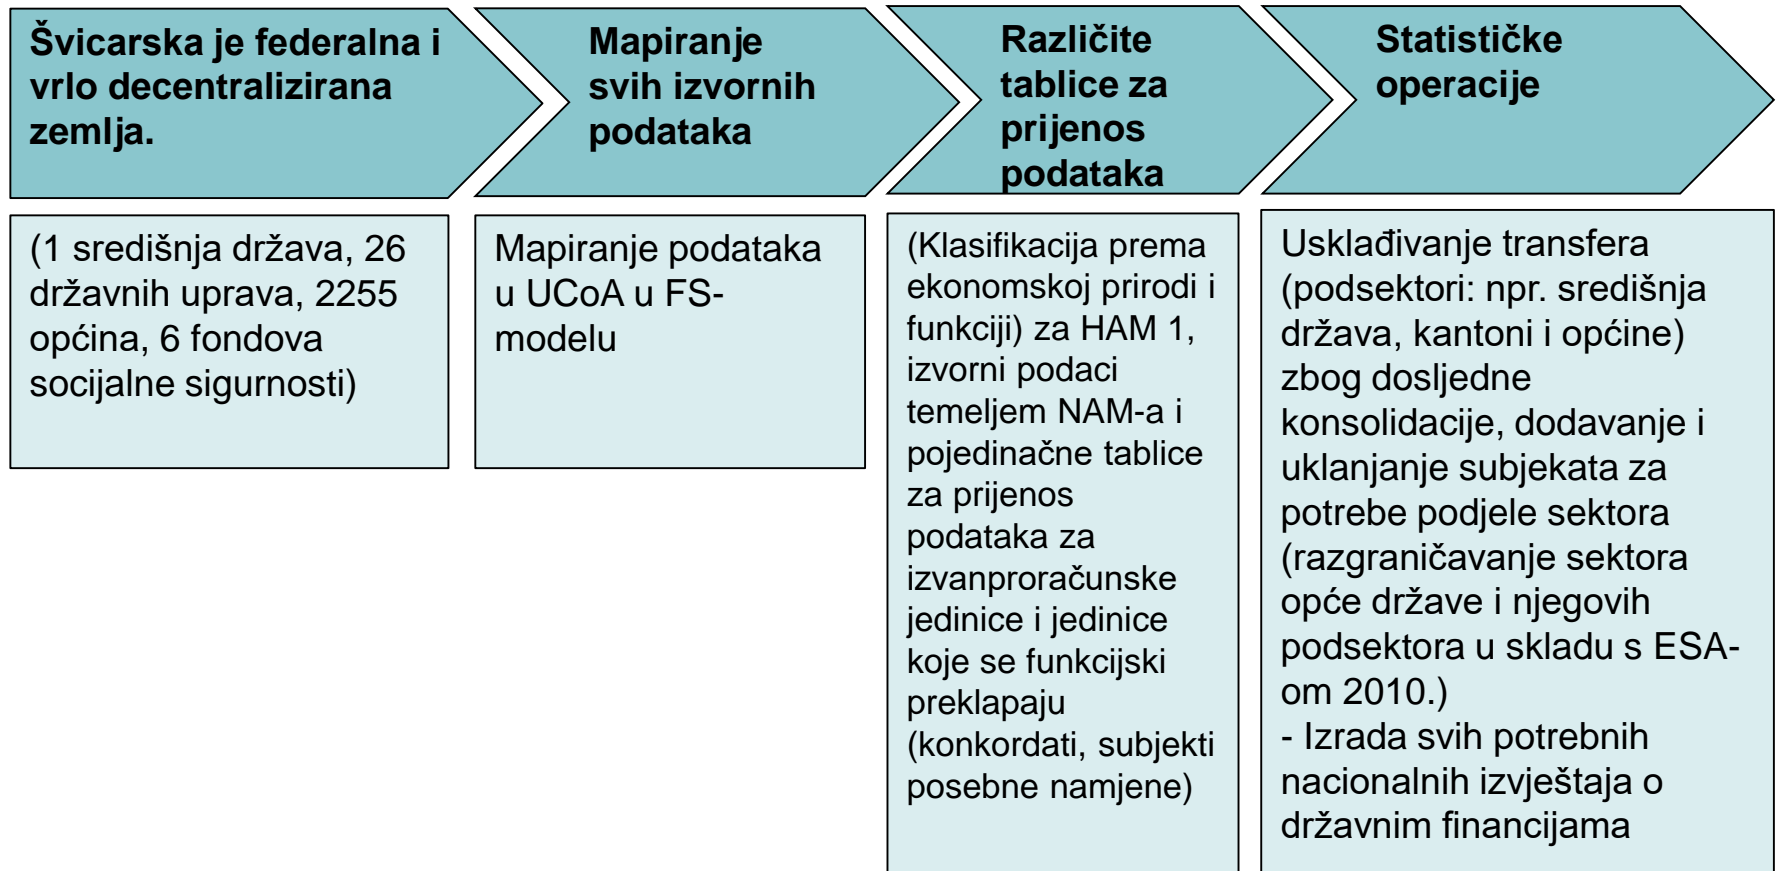 Švicarska je federalna i
vrlo decentralizirana
zemlja.
(1 središnja država, 26
državnih uprava, 2255
općina, 6 fondova
socijalne sigurnosti)
Mapiranje
svih izvornih
podataka
Mapiranje podataka
u UCoA u FS-
modelu
Različite
tablice za
prijenos
podataka
(Klasifikacija prema
ekonomskoj prirodi i
funkciji) za HAM 1,
izvorni podaci
temeljem NAM-a i
pojedinačne tablice
za prijenos
podataka za
izvanproračunske
jedinice i jedinice
koje se funkcijski
preklapaju
(konkordati, subjekti
posebne namjene)
Statističke
operacije
Usklađivanje transfera
(podsektori: npr. središnja
država, kantoni i općine)
zbog dosljedne
konsolidacije, dodavanje i
uklanjanje subjekata za
potrebe podjele sektora
(razgraničavanje sektora
opće države i njegovih
podsektora u skladu s ESA-
om 2010.)
- Izrada svih potrebnih
nacionalnih izvještaja o
državnim financijama